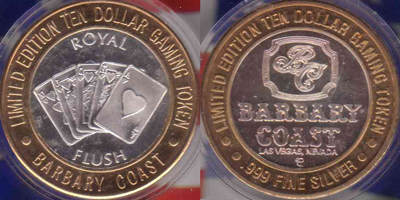 LIMITED EDITION TEN DOLLAR GAMING TOKEN
ROYAL
FLUSH
• BARBARY COAST •
LIMITED EDITION TEN DOLLAR GAMING TOKEN
BC
BARBARY
COAST
LAS VEGAS, NEVADA
• .999 FINE SILVER •